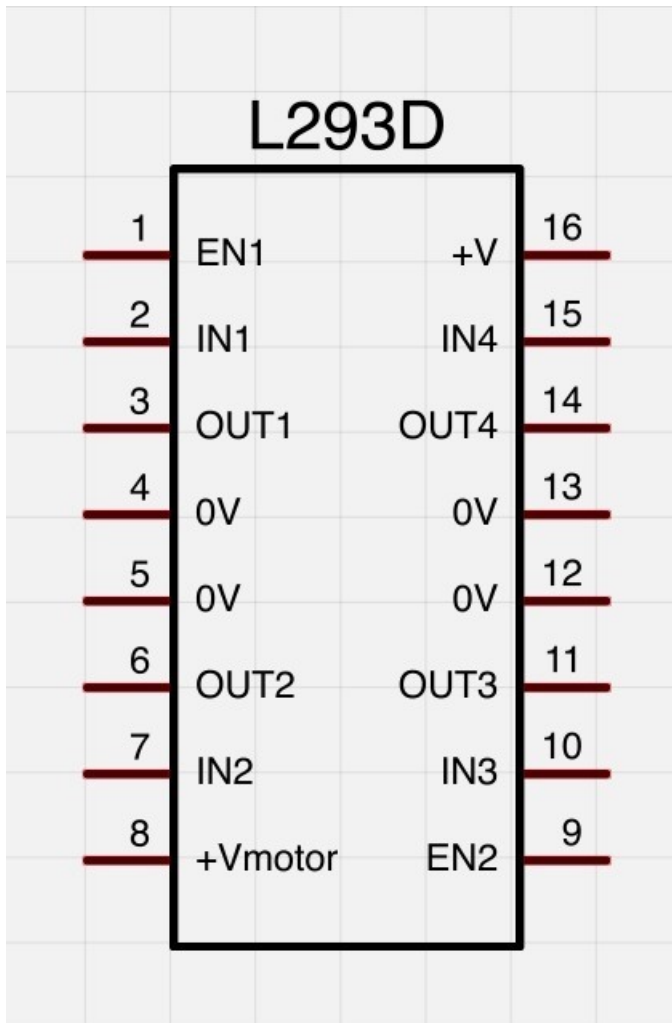 L293D
1 EN1 +V 16
2 IN1 IN4 15
3 OUT1 OUT4 14
4 0V 0V 13
5 0V 0V 12
6 OUT2 OUT3 11
7 IN2 IN3 10
8 +Vmotor EN2 9